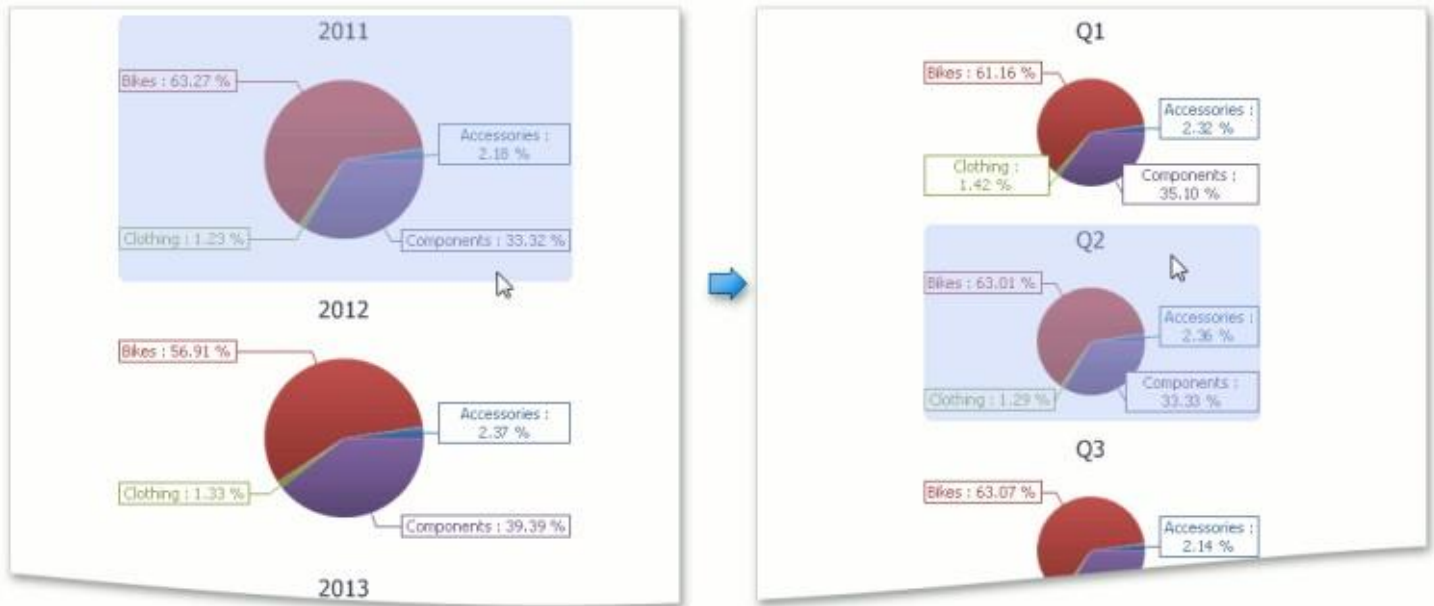 2011
Bikes : 63.27 %
Accessories :
2.18 %
Clothing : 1.23 %
Components : 33.32 %
2012
Bikes : 56.91 %
Accessories :
2.37 %
Clothing : 1.33 %
Components : 39.39 %
2013
Q1
Bikes : 61.16 %
Accessories :
2.32 %
Clothing :
1.42 %
Components :
35.10 %
Q2
Bikes : 63.01 %
Accessories :
2.36 %
Components :
33.33 %
Clothing : 1.29 %
Q3
Bikes : 63.07 %
Accessories :
2.14 %